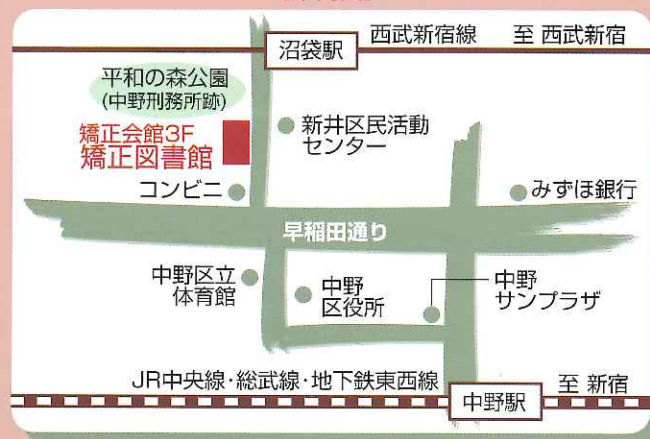 西武新宿線
至 西武新宿
沼袋駅
平和の森公園
(中野刑務所跡)
矯正会館3F
矯正図書館
新井区民活動
センター
コンビニ
みずほ銀行
早稲田通り
中野区立
体育館
中野
区役所
中野
サンプラザ
JR中央線・総武線・地下鉄東西線
中野駅
至 新宿